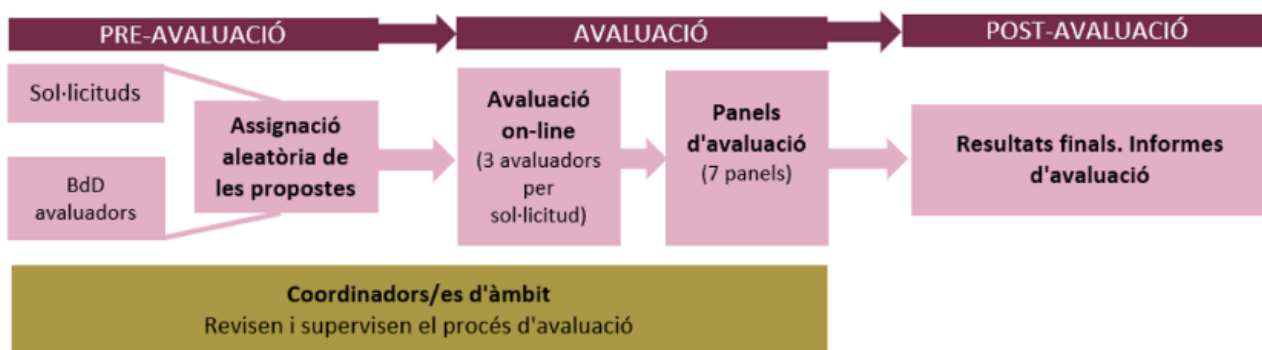 PRE-AVALUACIÓ
AVALUACIÓ
POST-AVALUACIÓ
Sol·licituds
BdD
avaluadors
Assignació
aleatòria de
les propostes
Avaluació
on-line
(3 avaluadors
per
sol·licitud)
Panels
d'avaluació
(7 panels)
Resultats finals. Informes
d'avaluació
Coordinadors/es d'àmbit
Revisen i supervisen el procés d'avaluació